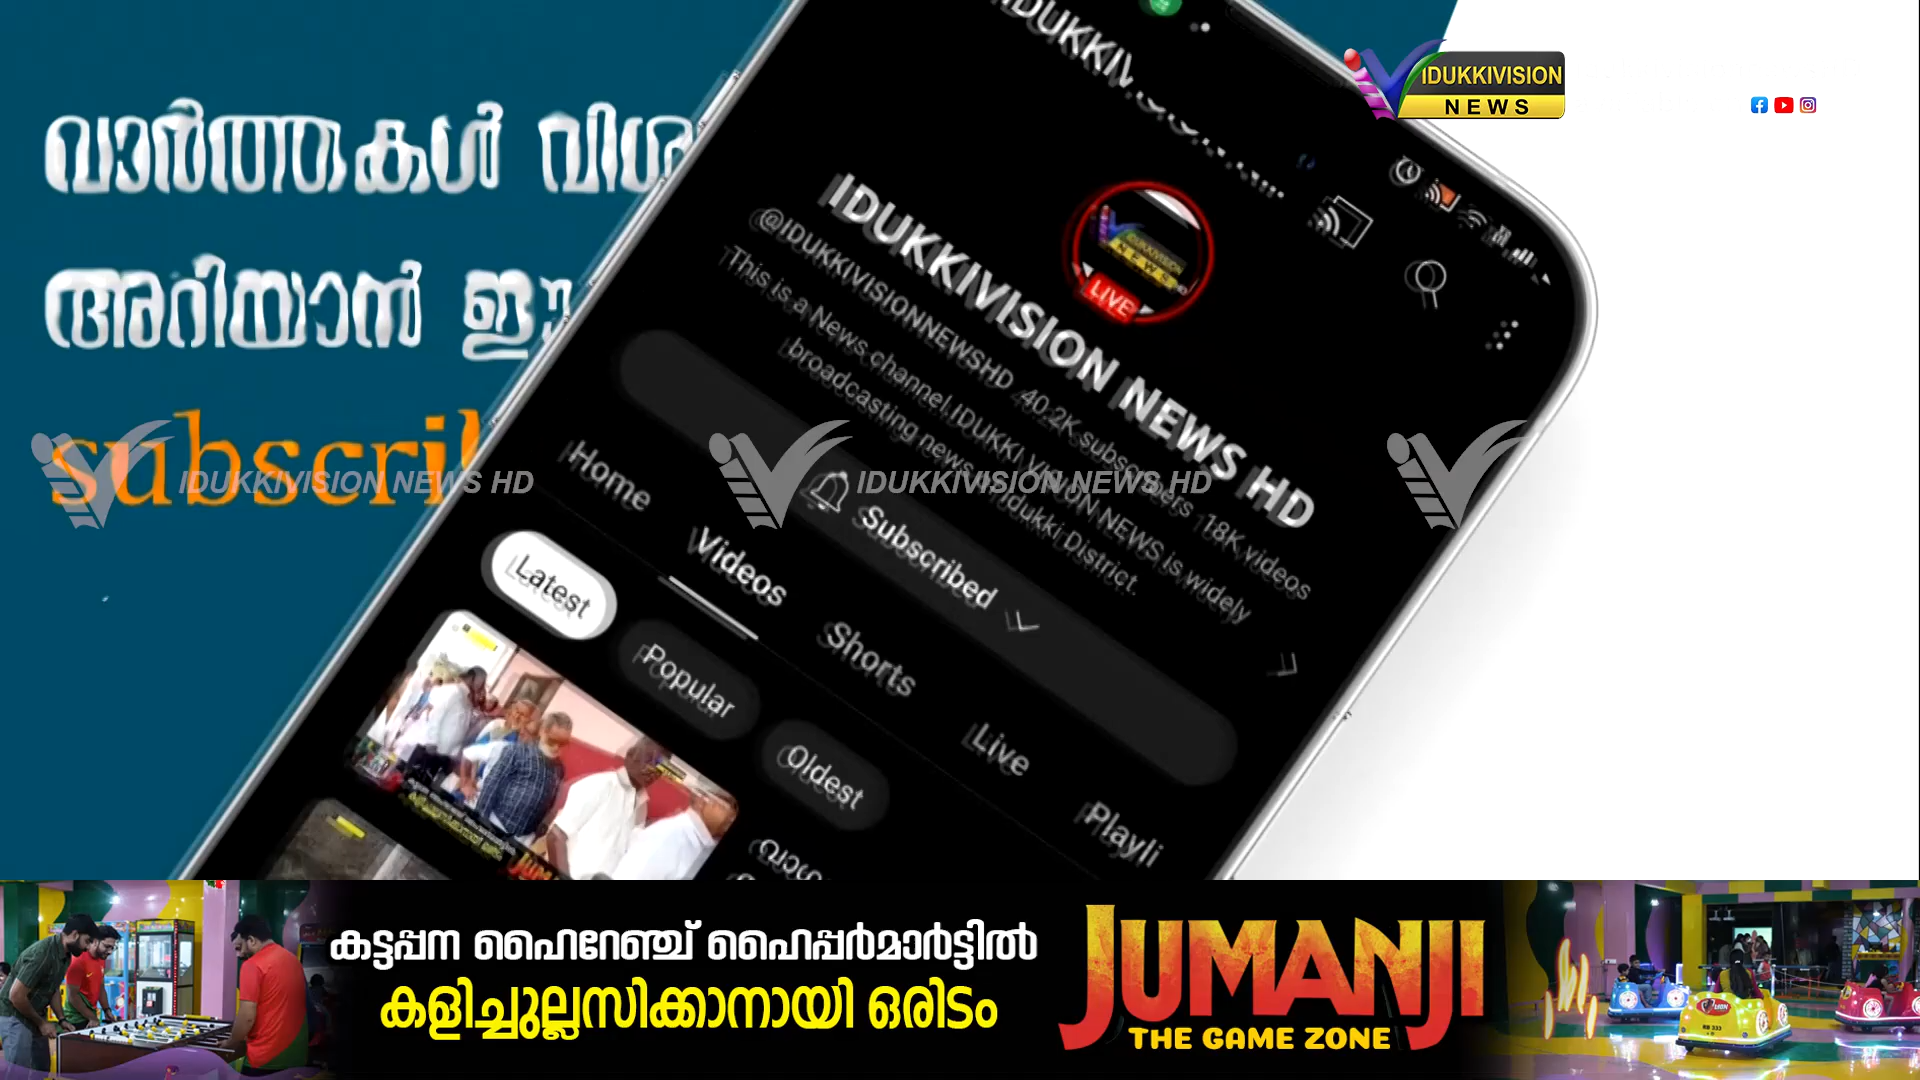 വാർത്തകൾ
അറിയാൻ ഈ
IDUKKIVISION
NEWS
IDUKKIVISION NEWS HD
@IDUKKIVISIONNEWSHD 40.2K subscribers 18K videos
This is a News channel.IDUKKI VISION NEWS is widely
broadcasting news in Idukki District.
LIVE
Subscribed
Home
Videos
Shorts
Live
Playli
Latest
Popular
Oldest
IDUKKIVISION NEWS HD
IDUKKIVISION NEWS HD
കട്ടപ്പന ഹൈറേഞ്ച് ഹൈപ്പർമാർട്ടിൽ
കളിച്ചുല്ലസിക്കാനായി ഒരിടം
JUMANJI
THE GAME ZONE